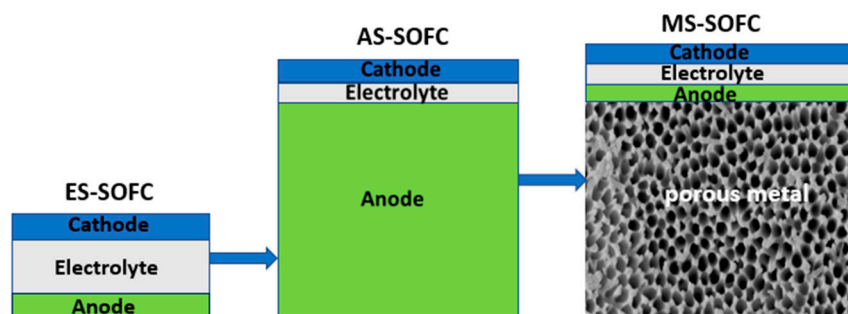 ES-SOFC
Cathode
Electrolyte
Anode
AS-SOFC
Cathode
Electrolyte
Anode
MS-SOFC
Cathode
Electrolyte
Anode
porous metal